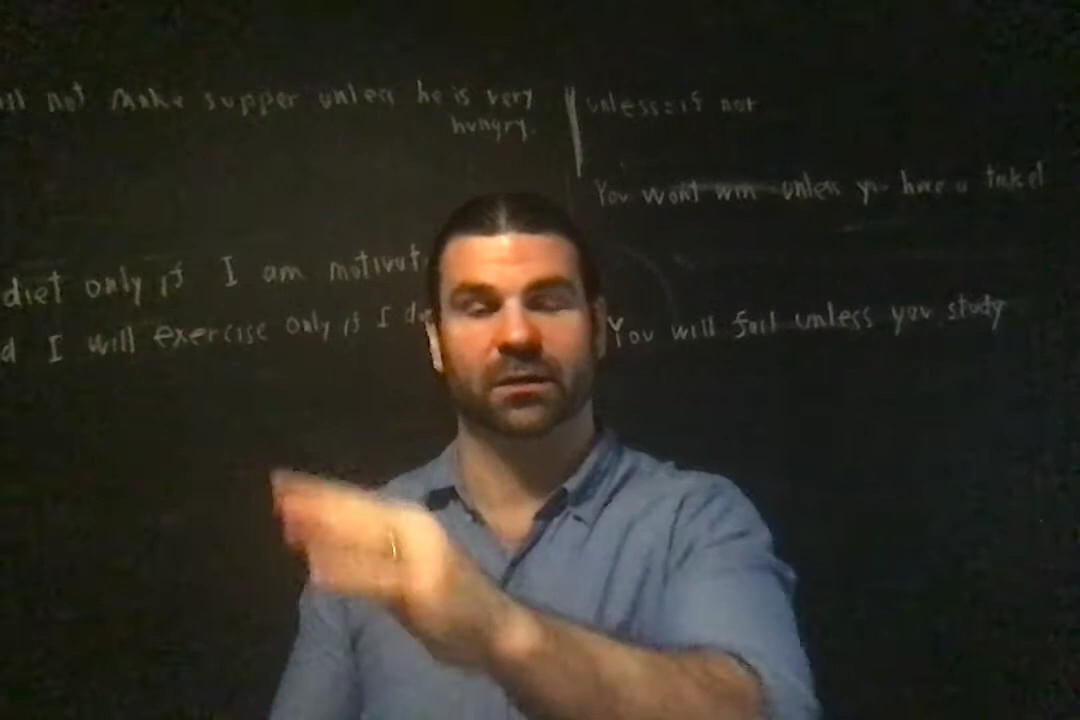 not make supper unless he is very
hungry.
unless = if not
You won't win unless you have a ticket
diet only if I am motivat
d I will exercise only if I d
You will fail unless you study